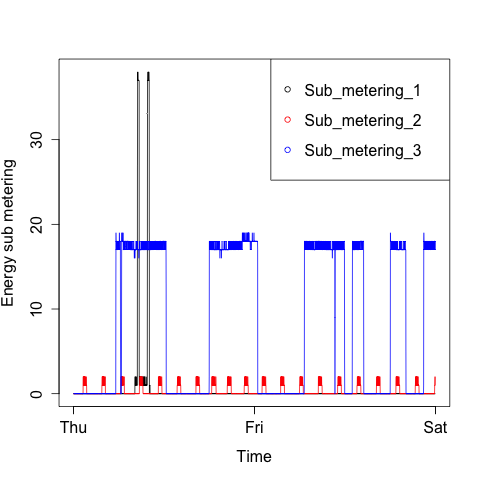 Sub_metering_1
Sub_metering_2
Sub_metering_3
Energy sub metering
30
20
10
0
Thu Fri Sat
Time